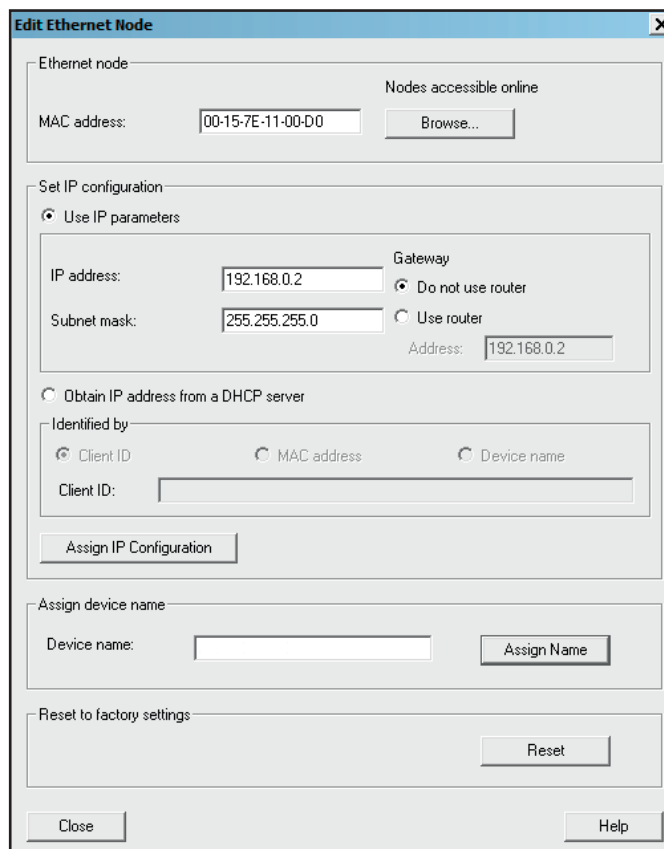 Edit Ethernet Node
Ethernet node
Nodes accessible online
MAC address: 00-15-7E-11-00-D0 Browse...
Set IP configuration
Use IP parameters
Gateway
IP address: 192.168.0.2 Do not use router
Subnet mask: 255.255.255.0 Use router
Address: 192.168.0.2
Obtain IP address from a DHCP server
Identified by
Client ID MAC address Device name
Client ID:
Assign IP Configuration
Assign device name
Device name: Assign Name
Reset to factory settings
Reset
Close Help